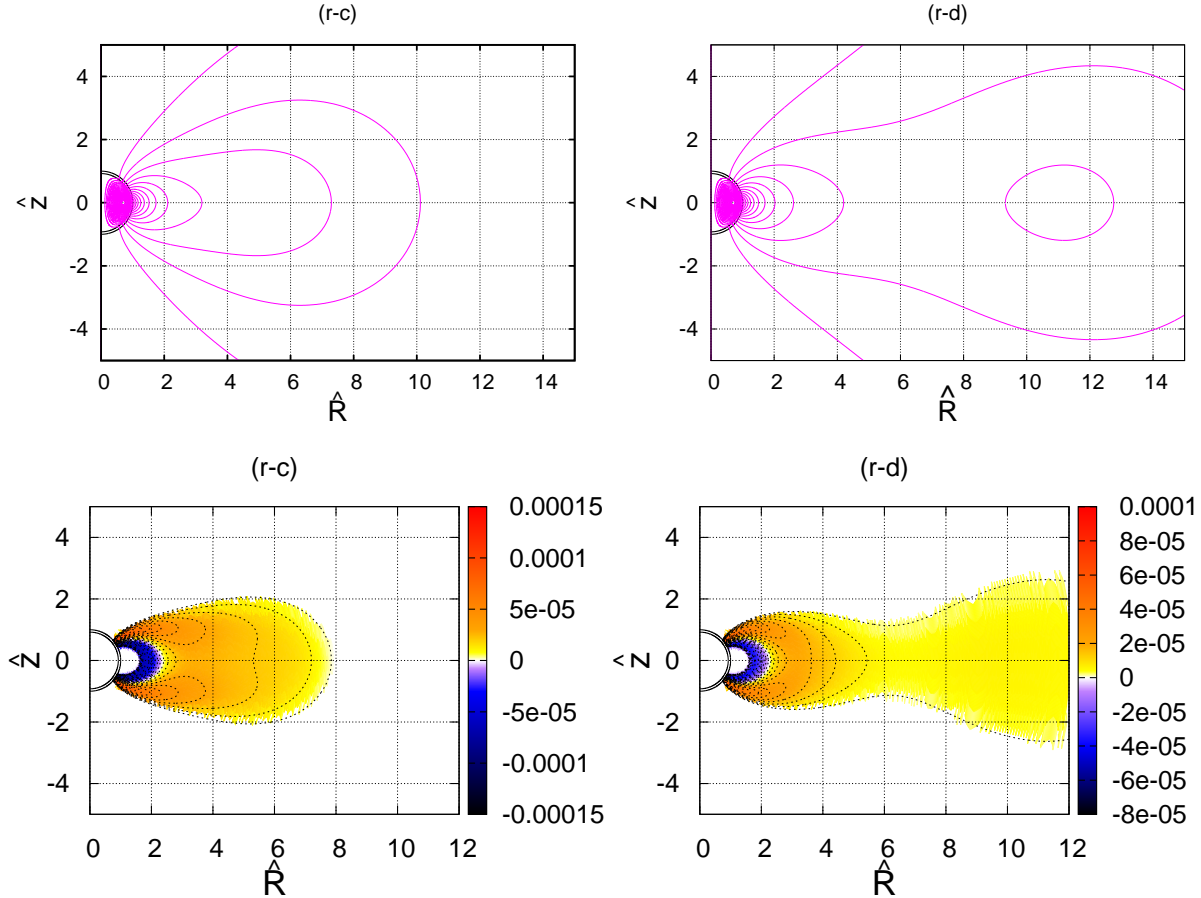 (r-c)
4
2
0
-2
-4
ẑ
0 2 4 6 8 10 12 14
R̂
(r-d)
4
2
0
-2
-4
ẑ
0 2 4 6 8 10 12 14
R̂
(r-c)
4
2
0
-2
-4
ẑ
0 2 4 6 8 10 12
R̂
0.00015
0.0001
5e-05
0
-5e-05
-0.0001
-0.00015
(r-d)
4
2
0
-2
-4
ẑ
0 2 4 6 8 10 12
R̂
0.0001
8e-05
6e-05
4e-05
2e-05
0
-2e-05
-4e-05
-6e-05
-8e-05